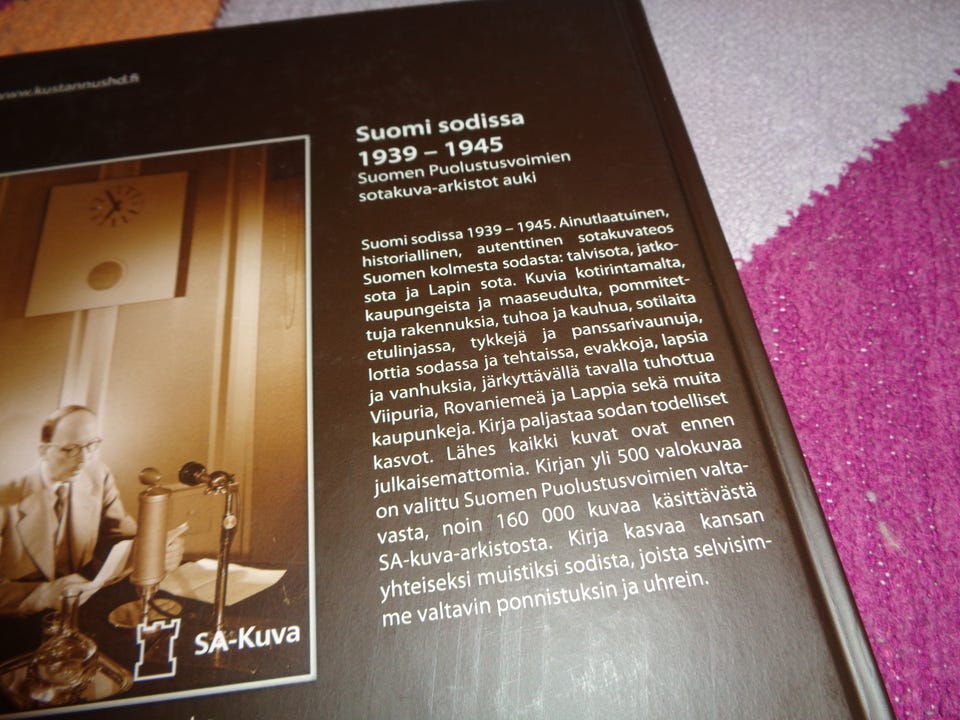 www.kustannushd.fi
Suomi sodissa
1939 – 1945
Suomen Puolustusvoimien
sotakuva-arkistot auki
Suomi sodissa 1939 – 1945. Ainutlaatuinen,
historiallinen, autenttinen sotakuvateos
Suomen kolmesta sodasta: talvisota, jatko-
sota ja Lapin sota. Kuvia kotirintamalta,
kaupungeista ja maaseudulta, pommitet-
tuja rakennuksia, tuhoa ja kauhua, sotilaita
etulinjassa, tykkejä ja panssarivaunuja,
lottia sodassa ja tehtaissa, evakkoja, lapsia
ja vanhuksia, järkyttävällä tavalla tuhottua
Viipuria, Rovaniemeä ja Lappia sekä muita
kaupunkeja. Kirja paljastaa sodan todelliset
kasvot. Lähes kaikki kuvat ovat ennen
julkaisemattomia. Kirjan yli 500 valokuvaa
on valittu Suomen Puolustusvoimien valta-
vasta, noin 160 000 kuvaa käsittävästä
SA-kuva-arkistosta. Kirja kasvaa kansan
yhteiseksi muistiksi sodista, joista selvisim-
me valtavin ponnistuksin ja uhrein.
SA-Kuva